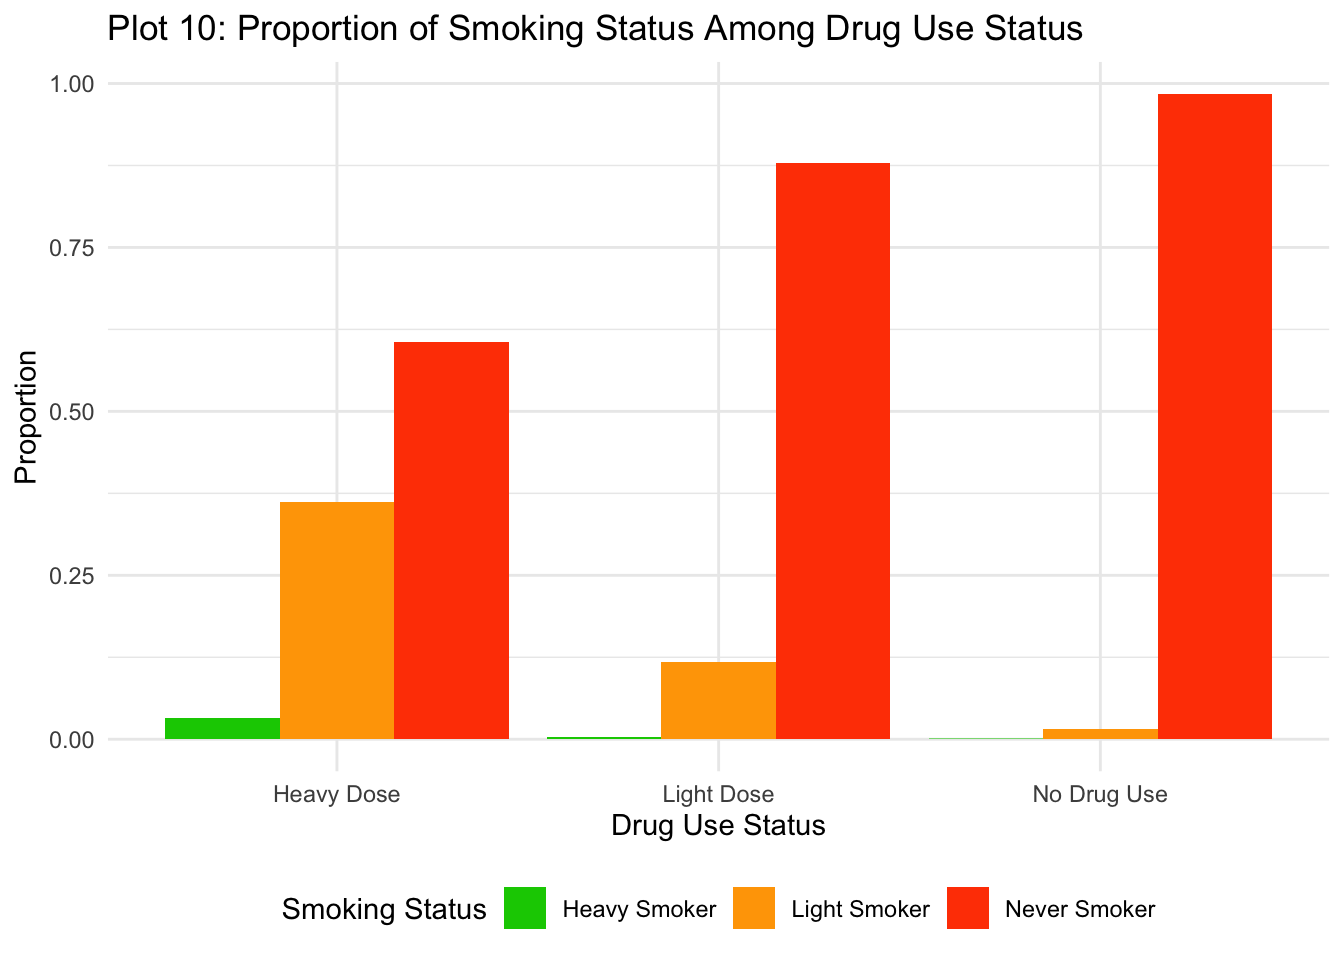 Plot 10: Proportion of Smoking Status Among Drug Use Status
1.00
0.75
0.50
0.25
0.00
Proportion
Heavy Dose Light Dose No Drug Use
Drug Use Status
Smoking Status Heavy Smoker Light Smoker Never Smoker